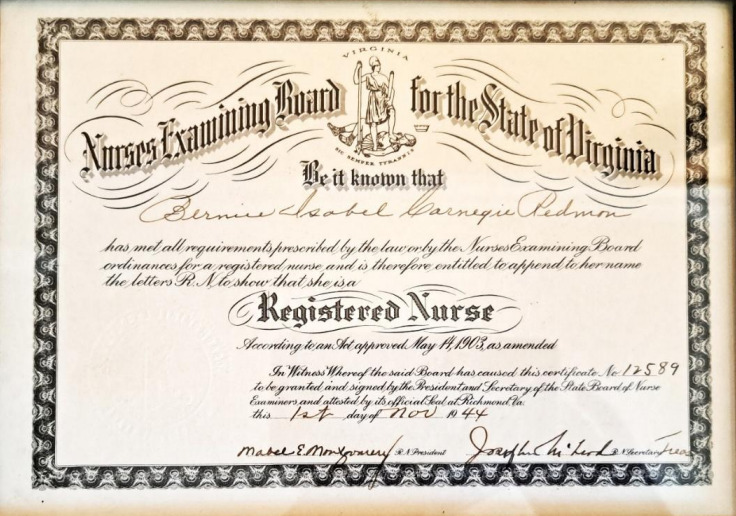 VIRGINIA
Nurses Examining Board for the State of Virginia
SIC SEMPER TYRANNIS
Be it known that
Bernice Isabel Carnegie Redmon
has met all requirements prescribed by the law or by the Nurses Examining Board
ordinances for a registered nurse and is therefore entitled to append to her name
the letters R.N. to show that she is a
Registered Nurse
According to an Act approved May 14, 1903, as amended
In Witness Whereof the said Board has caused this certificate No 12589
to be granted and signed by the President and Secretary of the State Board of Nurse
Examiners and attested by its official Seal at Richmond, Va.
this 1st day of Nov 1944
Mabel E. Montgomery R.N. President Josephine McLeod R.N. Secretary Treas